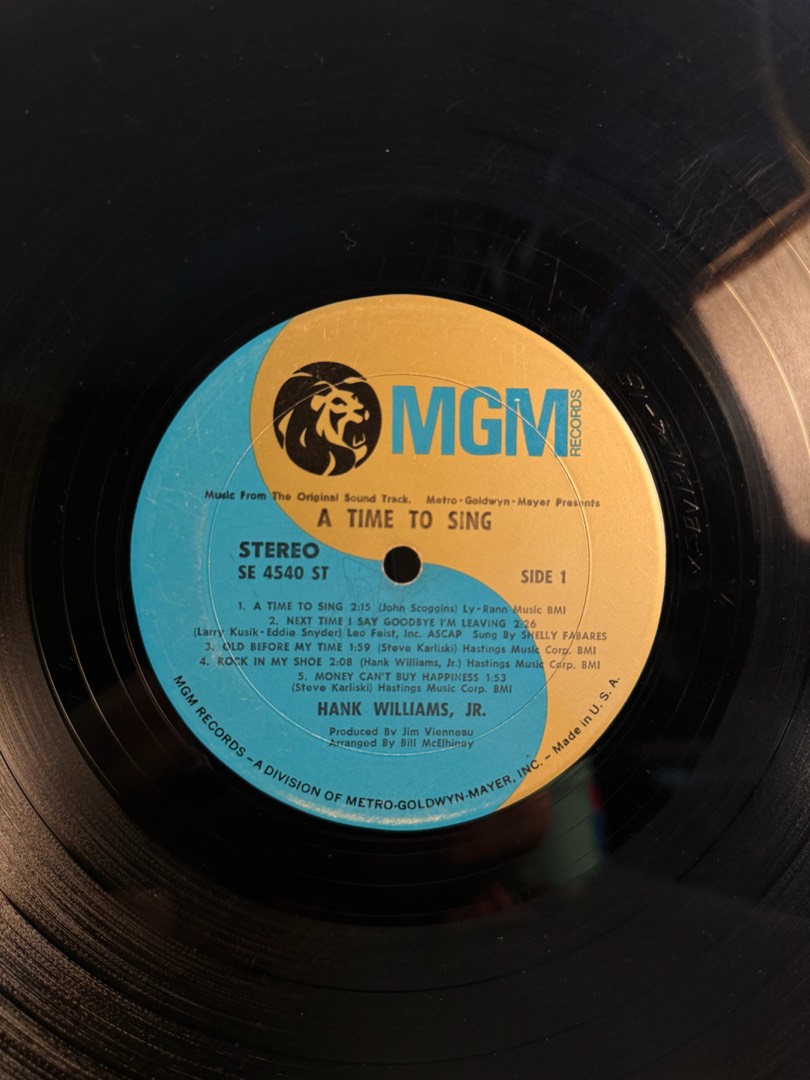 MGM
RECORDS
Music From The Original Sound Track. Metro-Goldwyn-Mayer Presents
A TIME TO SING
STEREO
SE 4540 ST SIDE 1
1. A TIME TO SING 2:15 (John Scoggins) Ly-Rann Music BMI
2. NEXT TIME I SAY GOODBYE I'M LEAVING 2:26
(Larry Kusik-Eddie Snyder) Leo Feist, Inc. ASCAP Sung By SHELLY FABARES
3. OLD BEFORE MY TIME 1:59 (Steve Karliski) Hastings Music Corp. BMI
4. ROCK IN MY SHOE 2:08 (Hank Williams, Jr.) Hastings Music Corp. BMI
5. MONEY CAN'T BUY HAPPINESS 1:53
(Steve Karliski) Hastings Music Corp. BMI
HANK WILLIAMS, JR.
Produced By Jim Vienneau
Arranged By Bill McElhiney
MGM RECORDS – A DIVISION OF METRO-GOLDWYN-MAYER, INC. – Made in U. S. A.